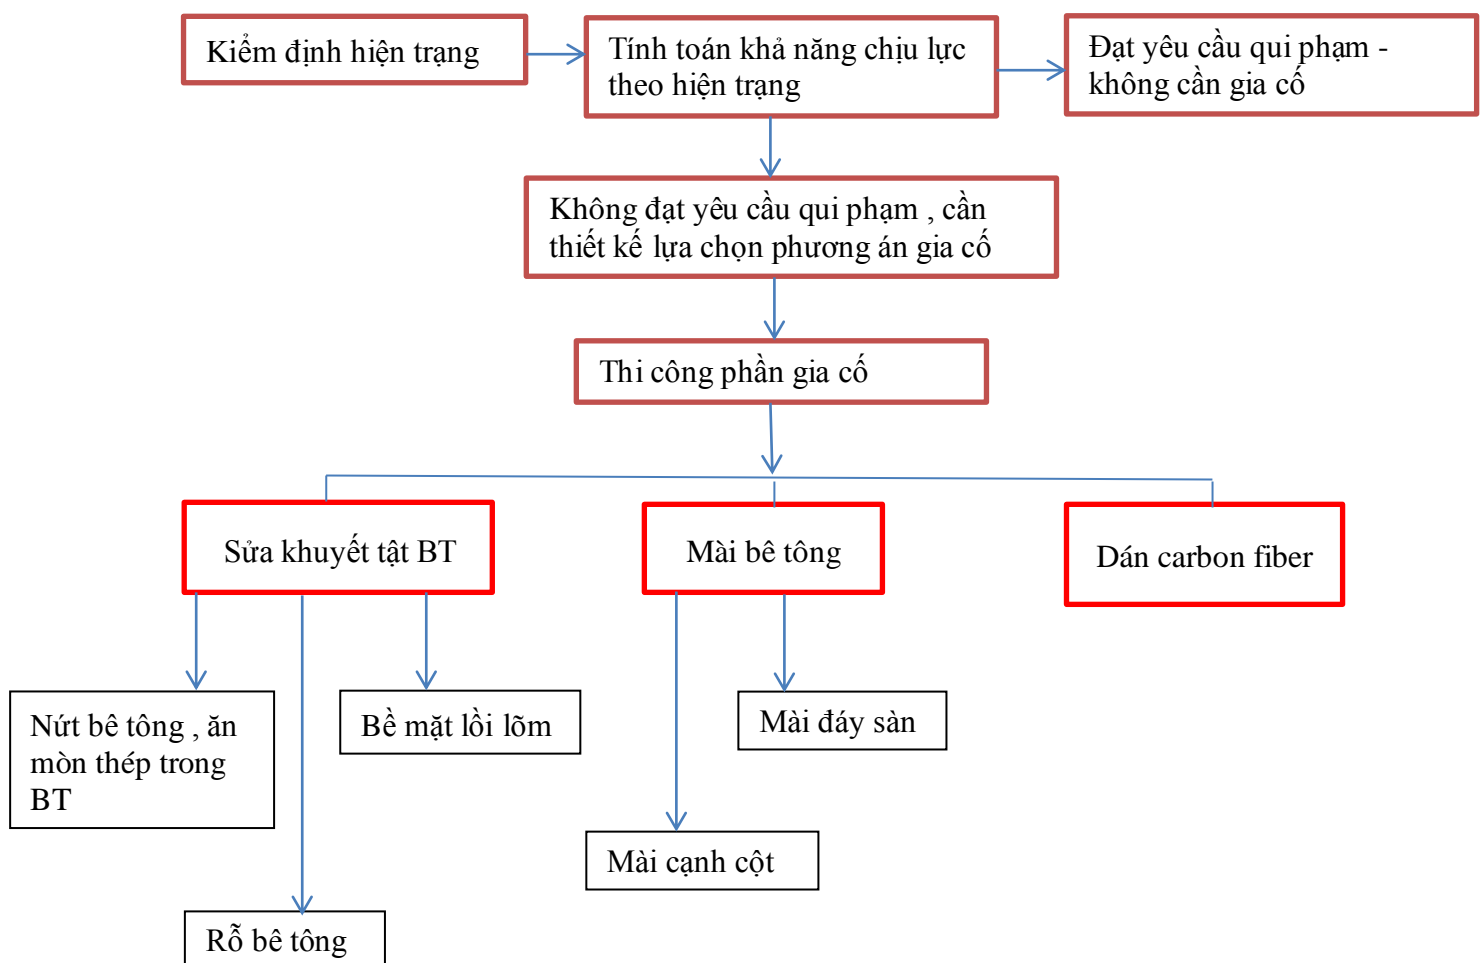 Kiểm định hiện trạng
Tính toán khả năng chịu lực
theo hiện trạng
Đạt yêu cầu qui phạm -
không cần gia cố
Không đạt yêu cầu qui phạm , cần
thiết kế lựa chọn phương án gia cố
Thi công phần gia cố
Sửa khuyết tật BT
Mài bê tông
Dán carbon fiber
Nứt bê tông , ăn
mòn thép trong
BT
Bề mặt lồi lõm
Mài đáy sàn
Mài cạnh cột
Rỗ bê tông